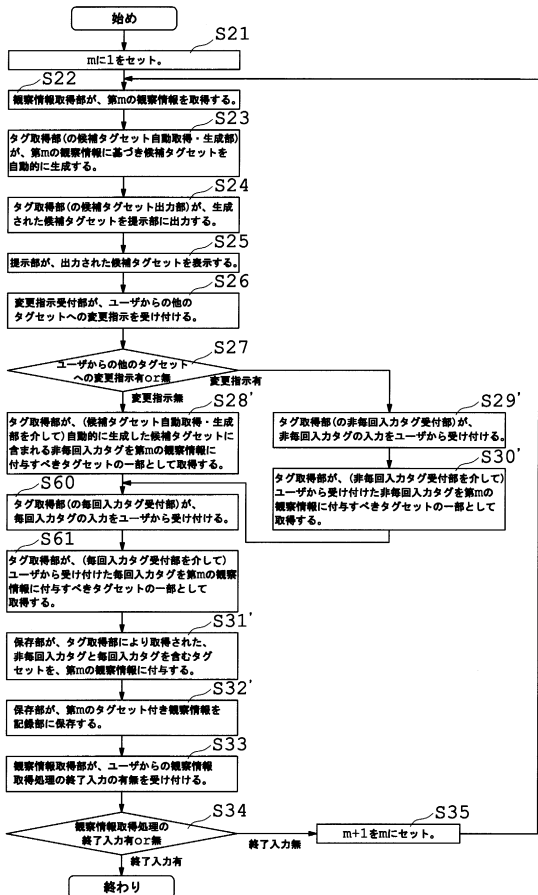 始め
S21
mに1をセット。
S22
観察情報取得部が、第mの観察情報を取得する。
S23
タグ取得部(の候補タグセット自動取得・生成部)
が、第mの観察情報に基づき候補タグセットを
自動的に生成する。
S24
タグ取得部(の候補タグセット出力部)が、生成
された候補タグセットを提示部に出力する。
S25
提示部が、出力された候補タグセットを表示する。
S26
変更指示受付部が、ユーザからの他の
タグセットへの変更指示を受け付ける。
S27
ユーザからの他のタグセット
への変更指示有or無
変更指示有
変更指示無
S28'
タグ取得部が、(候補タグセット自動取得・生成
部を介して)自動的に生成した候補タグセットに
含まれる非毎回入力タグを第mの観察情報に
付与すべきタグセットの一部として取得する。
S29'
タグ取得部(の非毎回入力タグ受付部)が、
非毎回入力タグの入力をユーザから受け付ける。
S30'
タグ取得部が、(非毎回入力タグ受付部を介して)
ユーザから受け付けた非毎回入力タグを第mの
観察情報に付与すべきタグセットの一部として
取得する。
S60
タグ取得部(の毎回入力タグ受付部)が、
毎回入力タグの入力をユーザから受け付ける。
S61
タグ取得部が、(毎回入力タグ受付部を介して)
ユーザから受け付けた毎回入力タグを第mの観察
情報に付与すべきタグセットの一部として
取得する。
S31'
保存部が、タグ取得部により取得された、
非毎回入力タグと毎回入力タグを含むタグ
セットを、第mの観察情報に付与する。
S32'
保存部が、第mのタグセット付き観察情報を
記録部に保存する。
S33
観察情報取得部が、ユーザからの観察情報
取得処理の終了入力の有無を受け付ける。
S34
観察情報取得処理の
終了入力有or無
終了入力無
S35
m+1をmにセット。
終了入力有
終わり